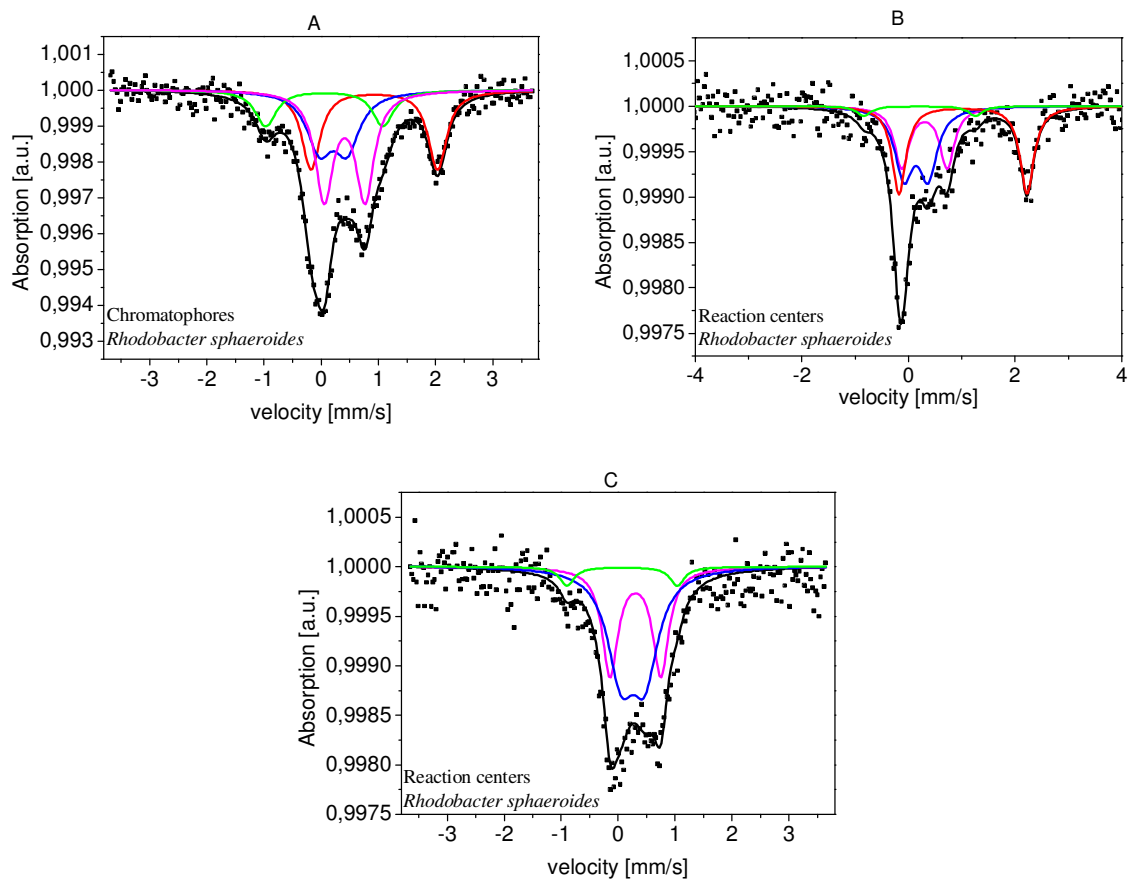 A
1,001
1,000
0,999
0,998
0,997
0,996
0,995
0,994
0,993
Absorption [a.u.]
Chromatophores
Rhodobacter sphaeroides
-3 -2 -1 0 1 2 3
velocity [mm/s]
B
1,0005
1,0000
0,9995
0,9990
0,9985
0,9980
0,9975
Absorption [a.u.]
Reaction centers
Rhodobacter sphaeroides
-4 -2 0 2 4
velocity [mm/s]
C
1,0005
1,0000
0,9995
0,9990
0,9985
0,9980
0,9975
Absorption [a.u.]
Reaction centers
Rhodobacter sphaeroides
-3 -2 -1 0 1 2 3
velocity [mm/s]